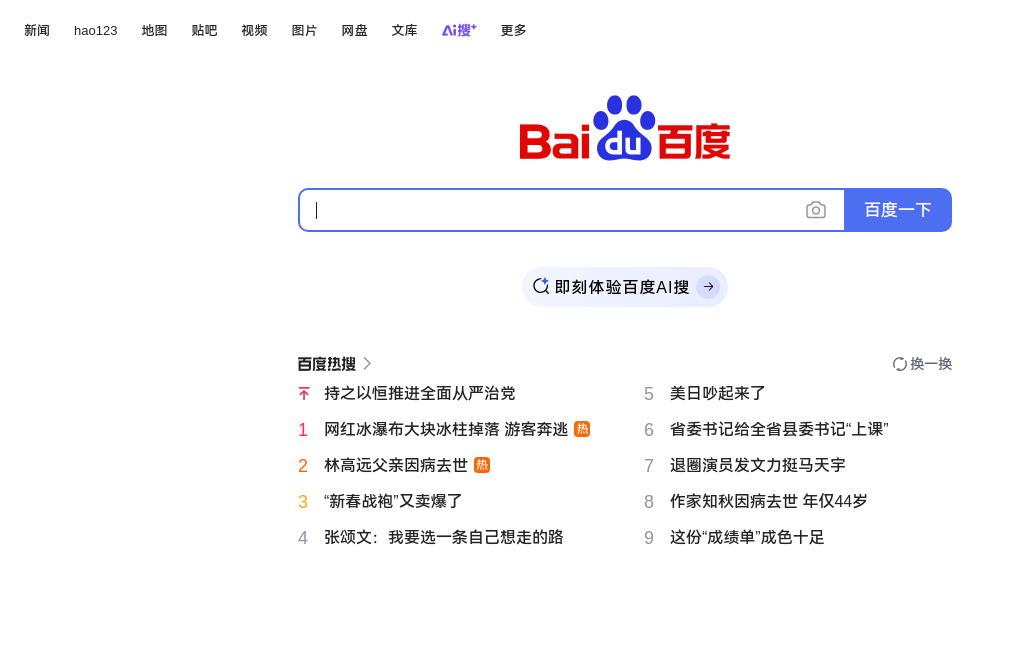 新闻 hao123 地图 贴吧 视频 图片 网盘 文库 Ai搜+ 更多
Bai du 百度
百度一下
即刻体验百度AI搜
百度热搜 换一换
持之以恒推进全面从严治党
1 网红冰瀑布大块冰柱掉落 游客奔逃 热
2 林高远父亲因病去世 热
3 “新春战袍”又卖爆了
4 张颂文：我要选一条自己想走的路
5 美日吵起来了
6 省委书记给全省县委书记“上课”
7 退圈演员发文力挺马天宇
8 作家知秋因病去世 年仅44岁
9 这份“成绩单”成色十足